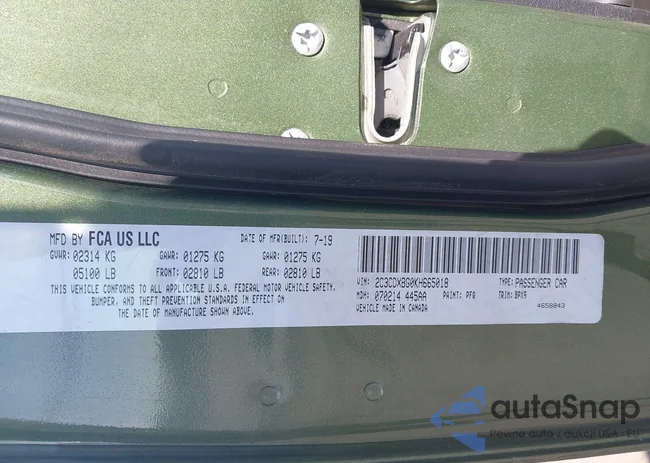 MFD BY FCA US LLC DATE OF MFR(BUILT): 7-19
GVWR: 02314 KG GAWR: 01275 KG GAWR: 01275 KG
05100 LB FRONT: 02810 LB REAR: 02810 LB
THIS VEHICLE CONFORMS TO ALL APPLICABLE U.S.A. FEDERAL MOTOR VEHICLE SAFETY,
BUMPER, AND THEFT PREVENTION STANDARDS IN EFFECT ON
THE DATE OF MANUFACTURE SHOWN ABOVE.
VIN: 2C3CDXBG0KH665018 TYPE: PASSENGER CAR
MDH: 070214 445AA PAINT: PFQ TRIM: BPX9
VEHICLE MADE IN CANADA 4658843
autaSnap
Pewne auto z aukcji USA - EU